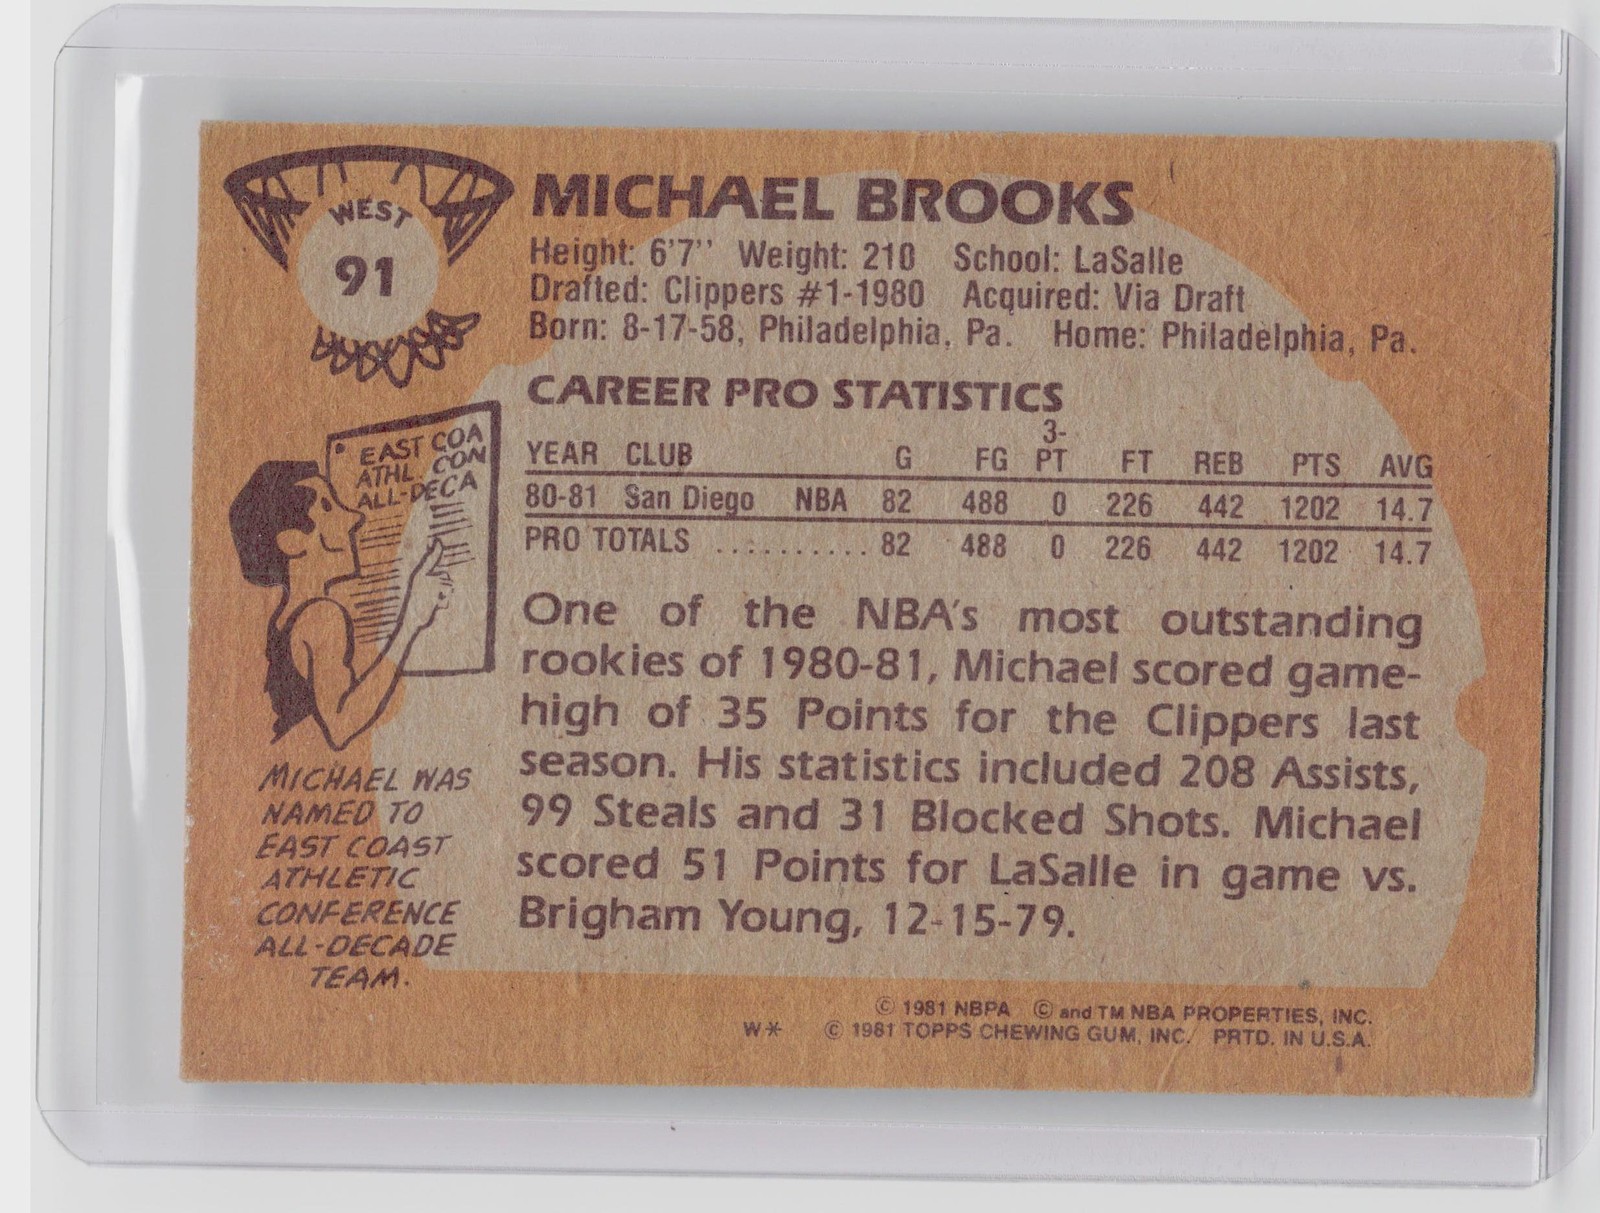 WEST
91
MICHAEL BROOKS
Height: 6'7'' Weight: 210 School: LaSalle
Drafted: Clippers #1-1980 Acquired: Via Draft
Born: 8-17-58, Philadelphia, Pa. Home: Philadelphia, Pa.
CAREER PRO STATISTICS
YEAR CLUB G FG 3-PT FT REB PTS AVG
80-81 San Diego NBA 82 488 0 226 442 1202 14.7
PRO TOTALS .......... 82 488 0 226 442 1202 14.7
EAST COA
ATHL CON
ALL-DECA
MICHAEL WAS
NAMED TO
EAST COAST
ATHLETIC
CONFERENCE
ALL-DECADE
TEAM.
One of the NBA's most outstanding
rookies of 1980-81, Michael scored game-
high of 35 Points for the Clippers last
season. His statistics included 208 Assists,
99 Steals and 31 Blocked Shots. Michael
scored 51 Points for LaSalle in game vs.
Brigham Young, 12-15-79.
© 1981 NBPA © and TM NBA PROPERTIES, INC.
W* © 1981 TOPPS CHEWING GUM, INC. PRTD. IN U.S.A.